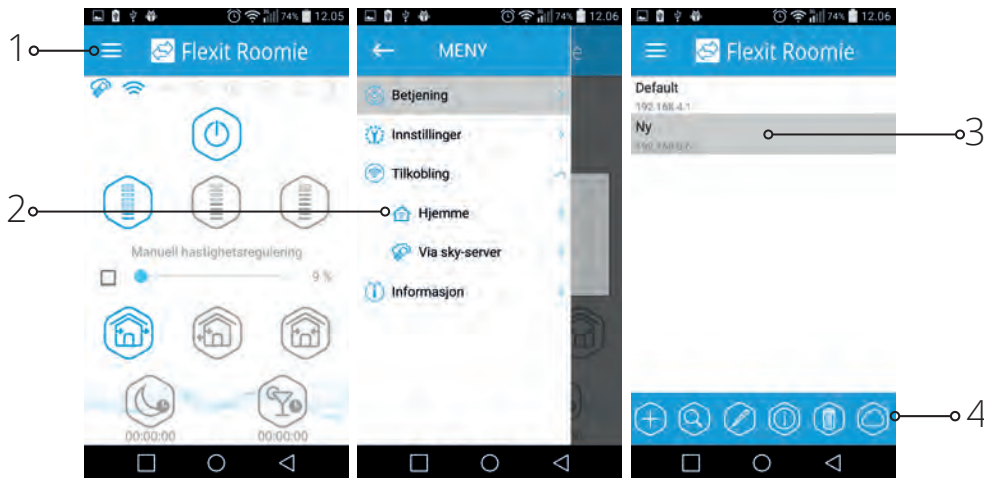 74% 12.05
1
Flexit Roomie
Manuell hastighetsregulering
9 %
00:00:00
00:00:00
74% 12.06
MENY
Betjening
Innstillinger
Tilkobling
2
Hjemme
Via sky-server
Informasjon
74% 12.06
Flexit Roomie
Default
192.168.4.1
Ny
3
4